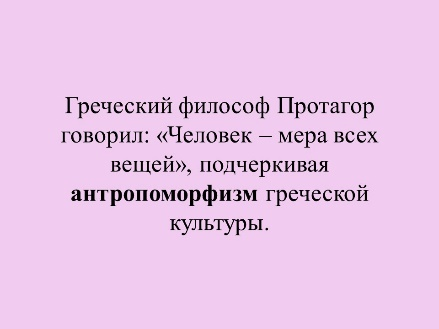 Греческий философ Протагор
говорил: «Человек – мера всех
вещей», подчеркивая
антропоморфизм греческой
культуры.